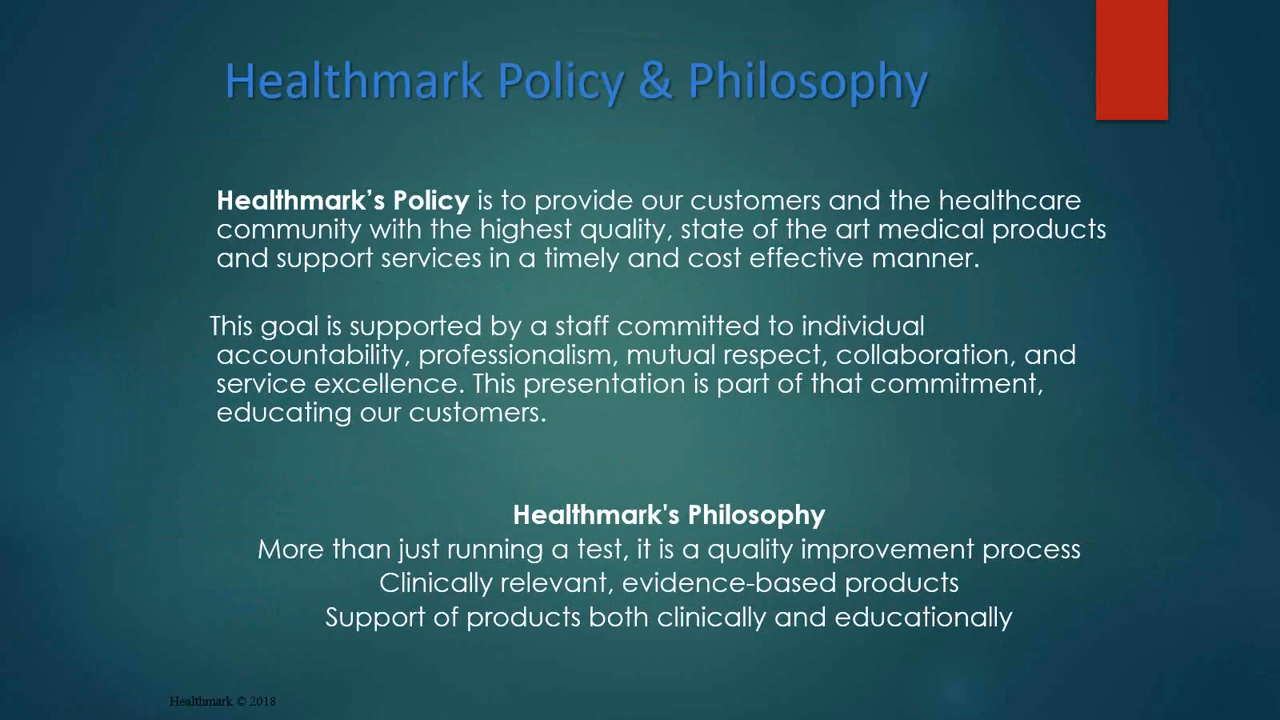 Healthmark Policy & Philosophy
Healthmark’s Policy is to provide our customers and the healthcare
community with the highest quality, state of the art medical products
and support services in a timely and cost effective manner.
This goal is supported by a staff committed to individual
accountability, professionalism, mutual respect, collaboration, and
service excellence. This presentation is part of that commitment,
educating our customers.
Healthmark's Philosophy
More than just running a test, it is a quality improvement process
Clinically relevant, evidence-based products
Support of products both clinically and educationally
Healthmark © 2018